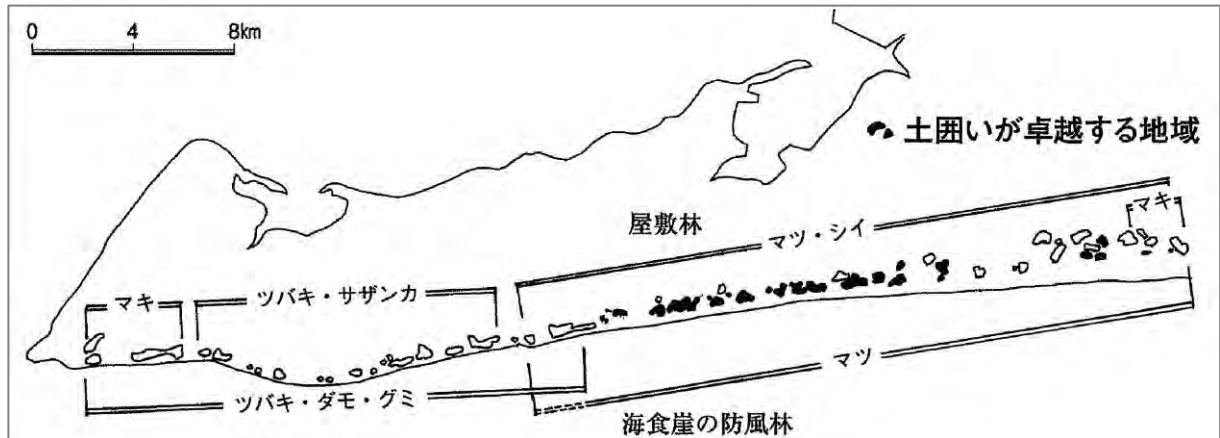 0 4 8km
土囲いが卓越する地域
屋敷林
マキ
マツ・シイ
マキ
ツバキ・サザンカ
マツ
ツバキ・ダモ・グミ
海食崖の防風林